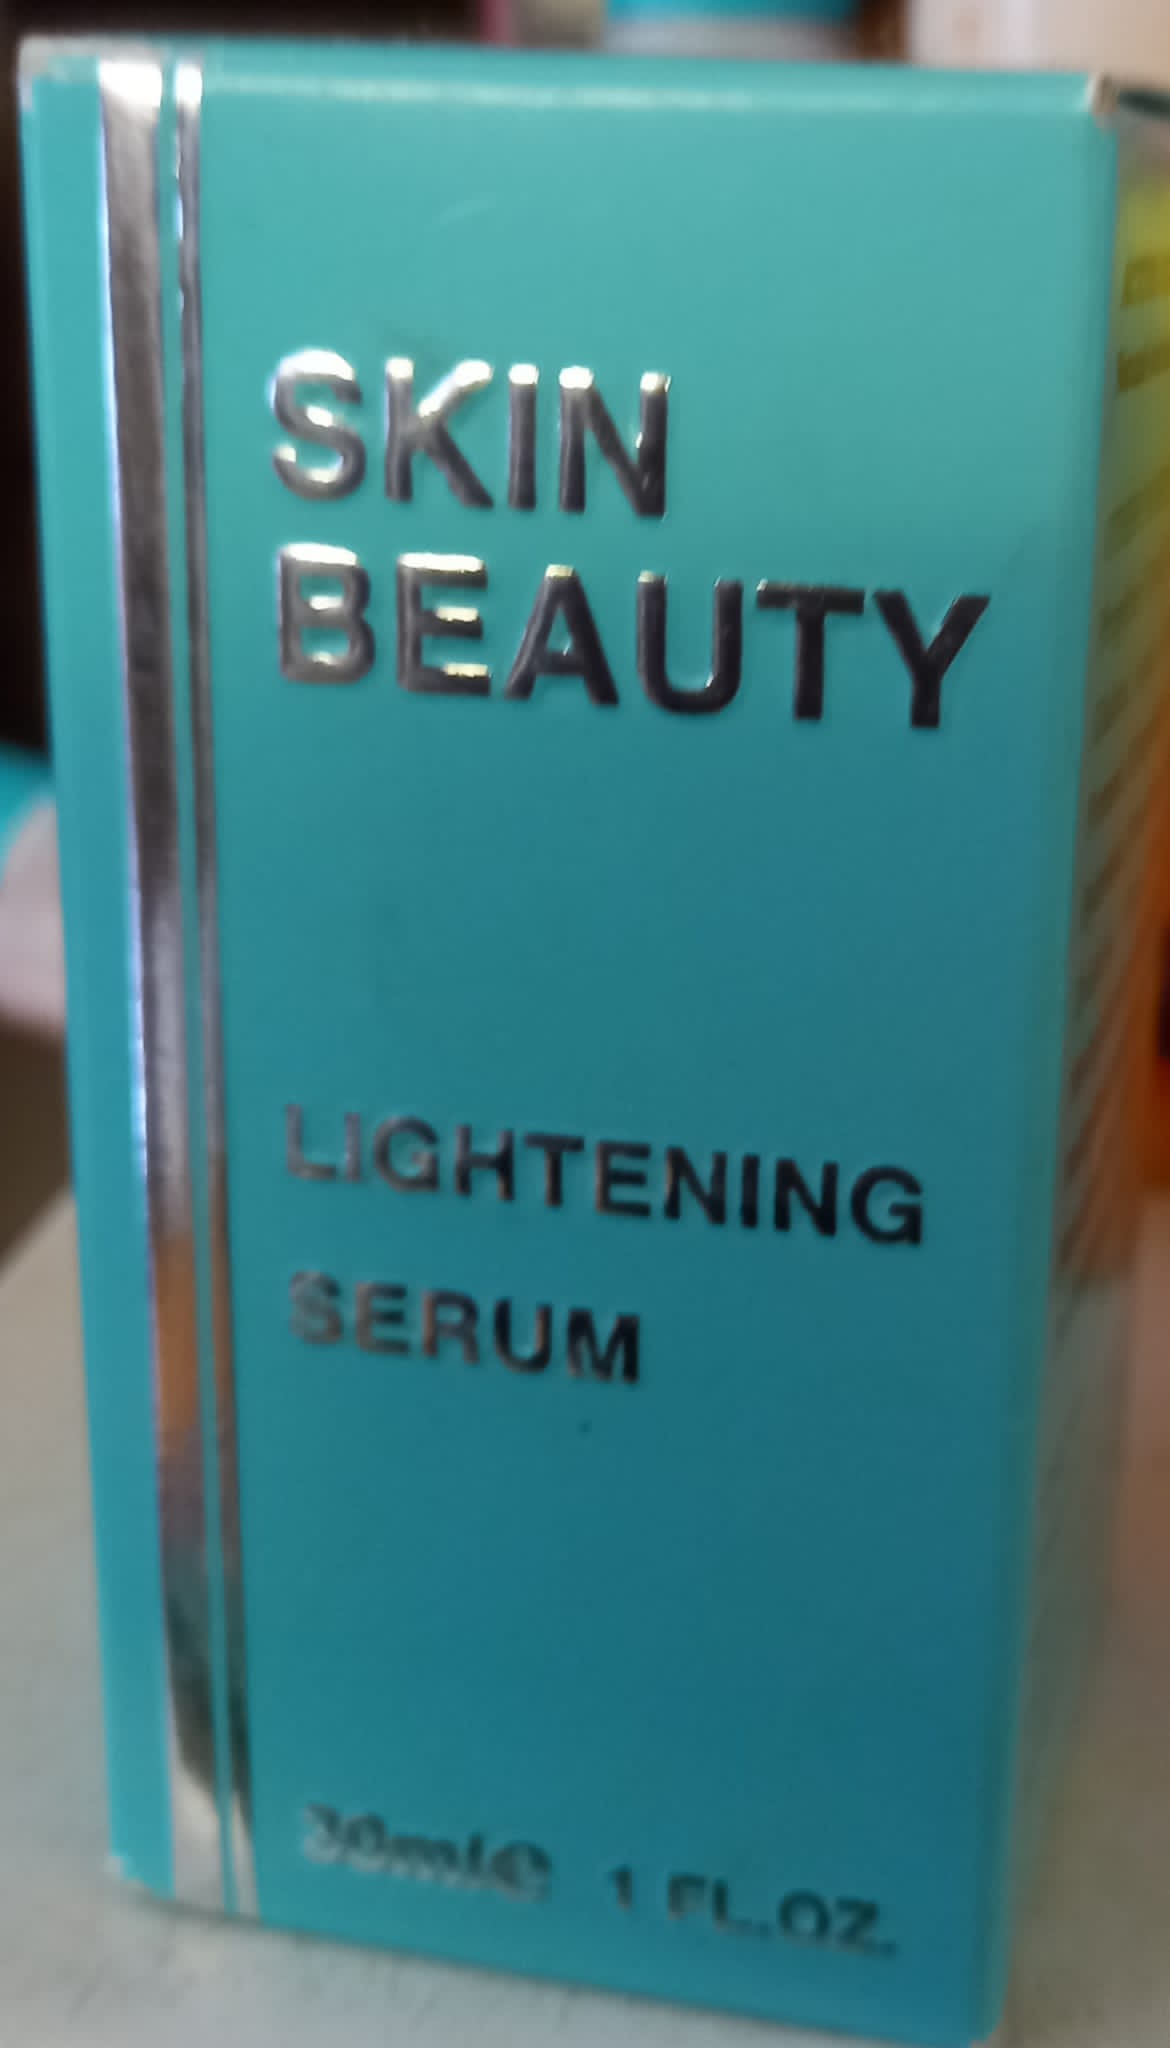 SKIN
BEAUTY
LIGHTENING
SERUM
30ml℮ 1 FL.OZ.